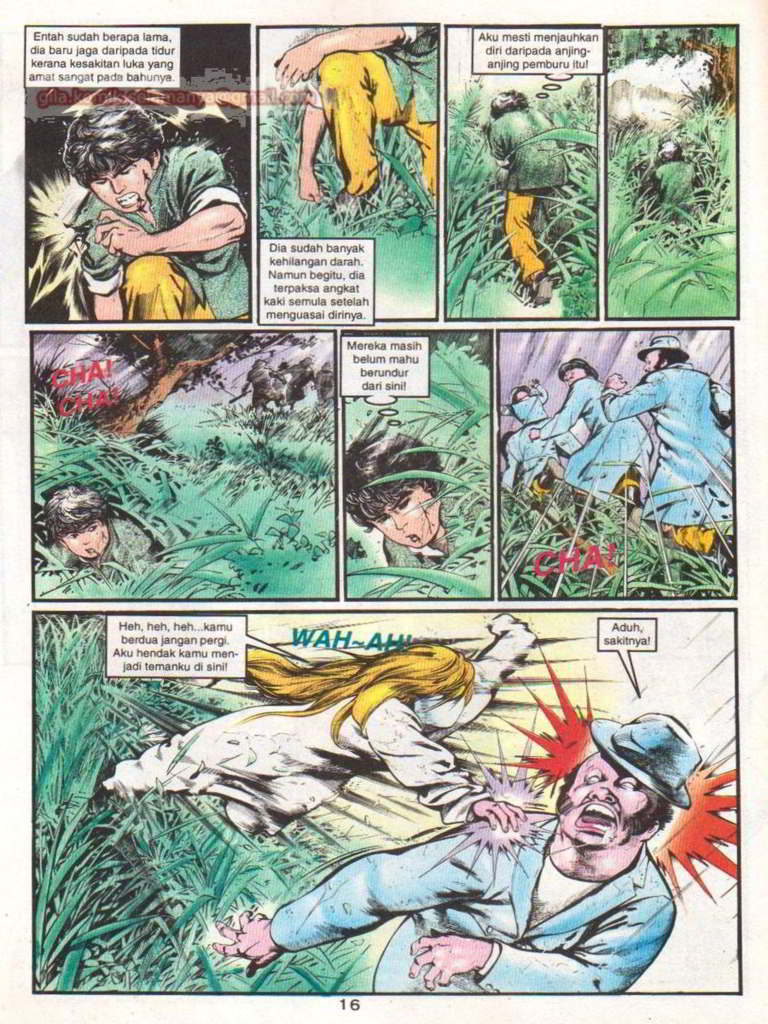 Entah sudah berapa lama,
dia baru jaga daripada tidur
kerana kesakitan luka yang
amat sangat pada bahunya.
Dia sudah banyak
kehilangan darah.
Namun begitu, dia
terpaksa angkat
kaki semula setelah
menguasai dirinya.
Aku mesti menjauhkan
diri daripada anjing-
anjing pemburu itu!
CHA!
CHA!
Mereka masih
belum mahu
berundur
dari sini!
CHA!
Heh, heh, heh...kamu
berdua jangan pergi.
Aku hendak kamu men-
jadi temanku di sini!
WAH~AH!
Aduh,
sakitnya!
16